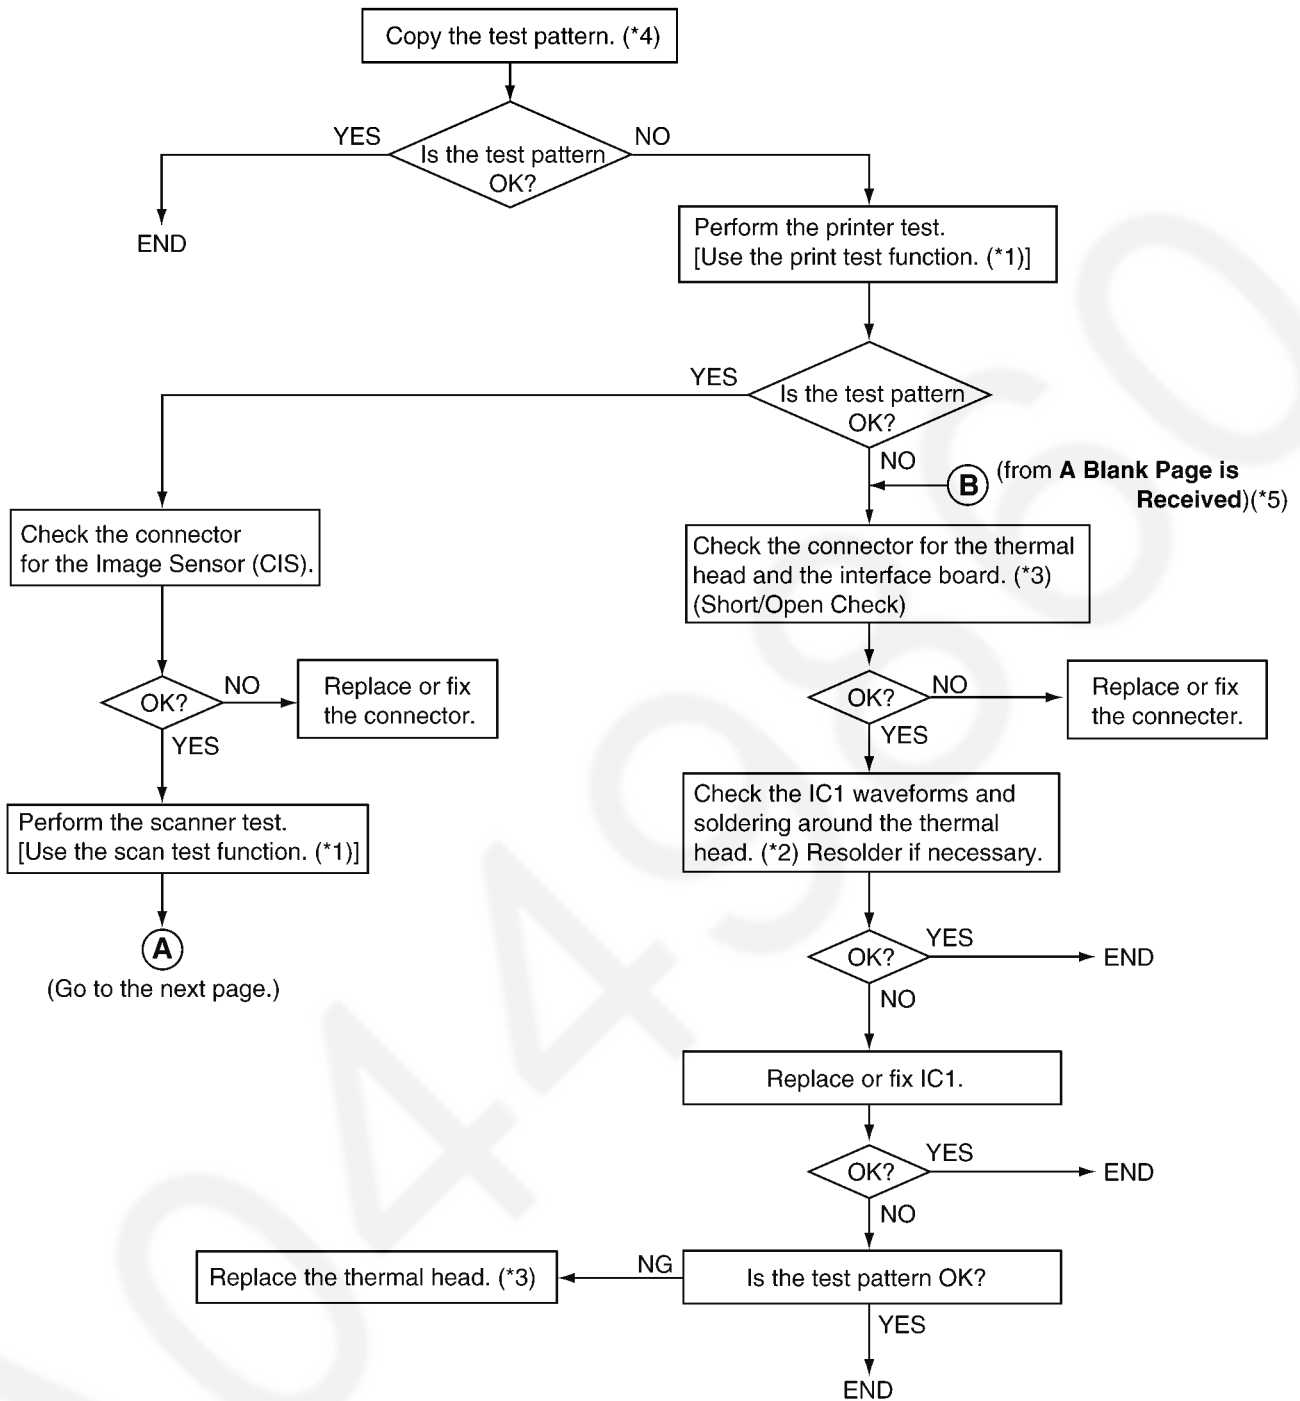 Copy the test pattern. (*4)
YES
NO
Is the test pattern
OK?
END
Perform the printer test.
[Use the print test function. (*1)]
YES
Is the test pattern
OK?
NO
B
(from A Blank Page is
Received)(*5)
Check the connector
for the Image Sensor (CIS).
Check the connector for the thermal
head and the interface board. (*3)
(Short/Open Check)
OK?
NO
Replace or fix
the connector.
YES
OK?
NO
Replace or fix
the connecter.
YES
Perform the scanner test.
[Use the scan test function. (*1)]
Check the IC1 waveforms and
soldering around the thermal
head. (*2) Resolder if necessary.
A
(Go to the next page.)
OK?
YES
END
NO
Replace or fix IC1.
OK?
YES
END
NO
Replace the thermal head. (*3)
NG
Is the test pattern OK?
YES
END